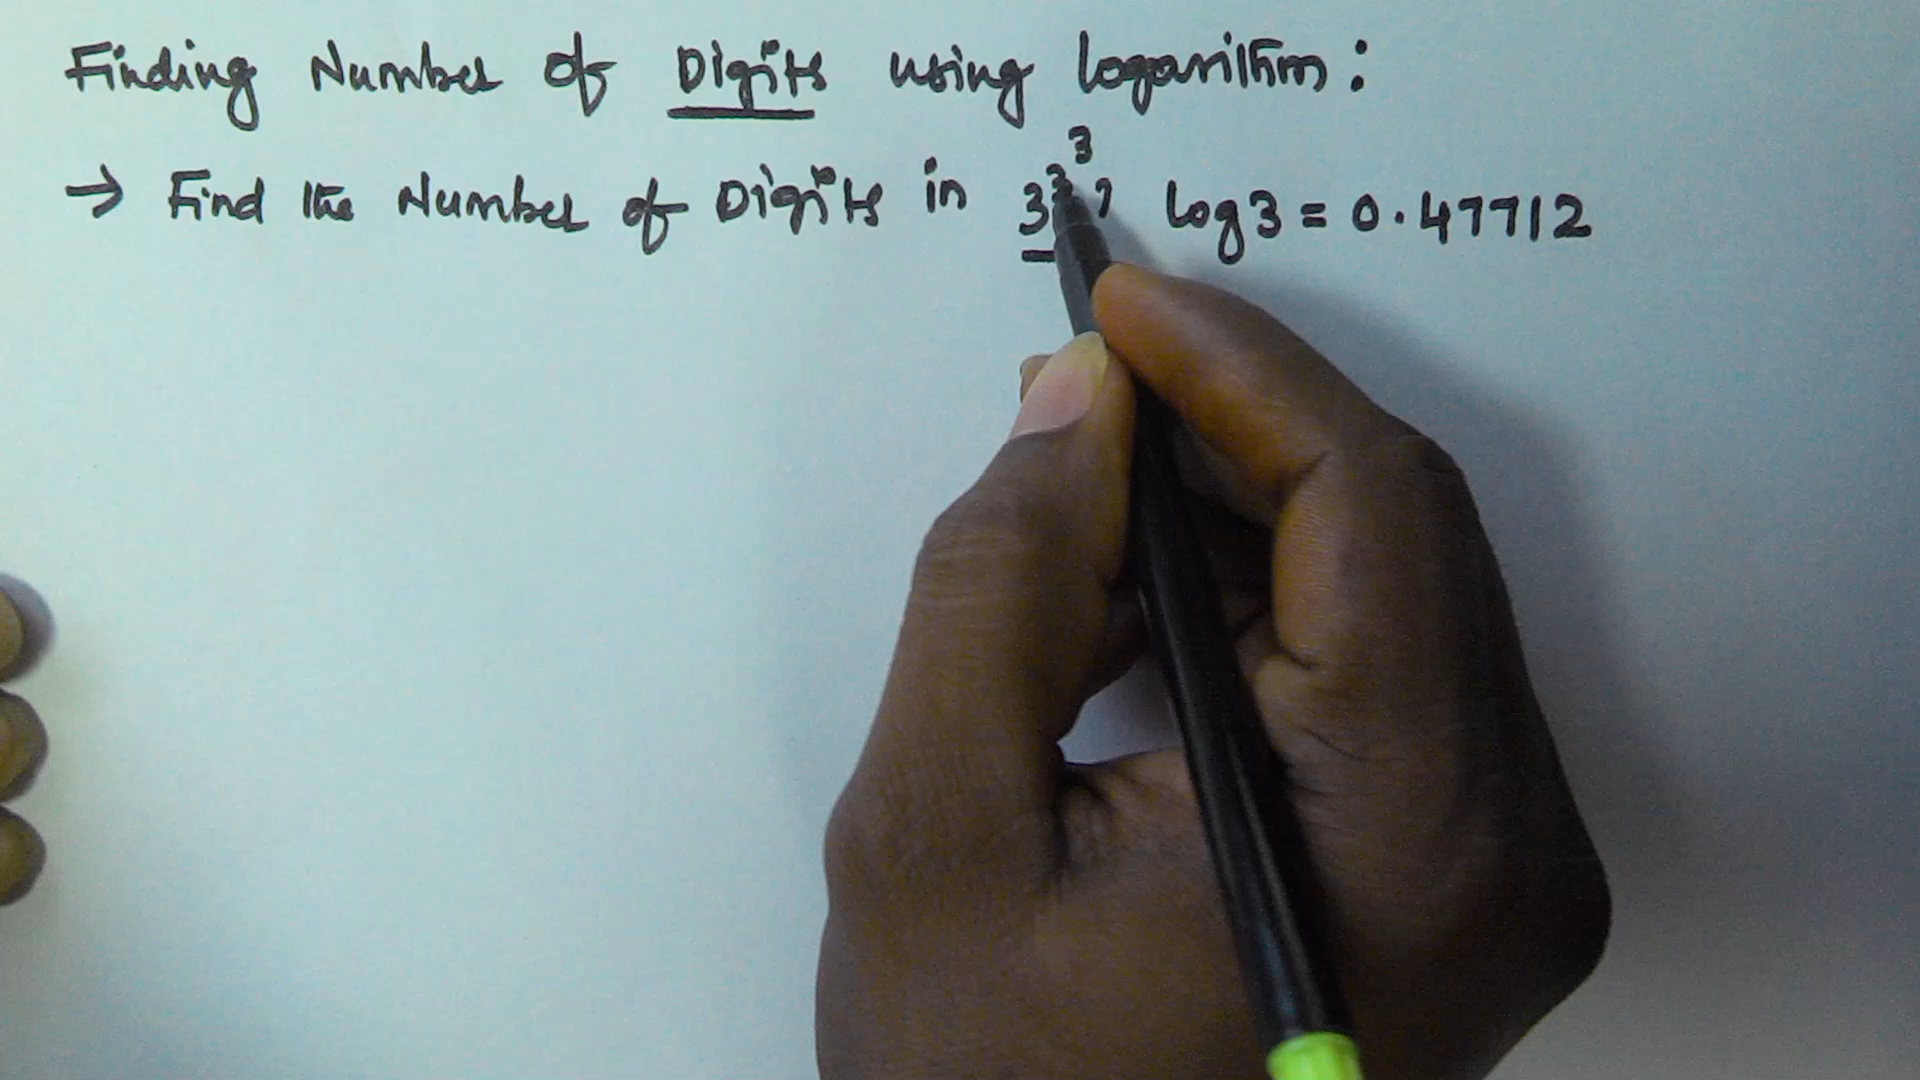 Finding Number of Digits using logarithm:
→ Find the Number of Digits in 3^3^3, log3 = 0.47712